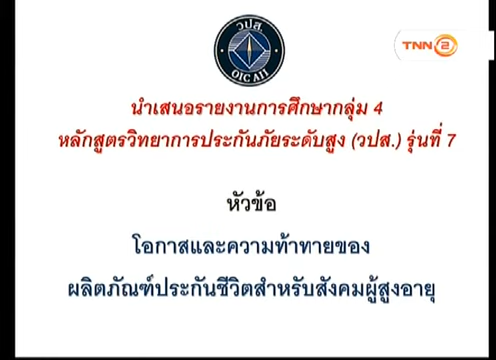 วปส.
OIC AII
TNN 2
นำเสนอรายงานการศึกษากลุ่ม 4
หลักสูตรวิทยาการประกันภัยระดับสูง (วปส.) รุ่นที่ 7
หัวข้อ
โอกาสและความท้าทายของ
ผลิตภัณฑ์ประกันชีวิตสำหรับสังคมผู้สูงอายุ